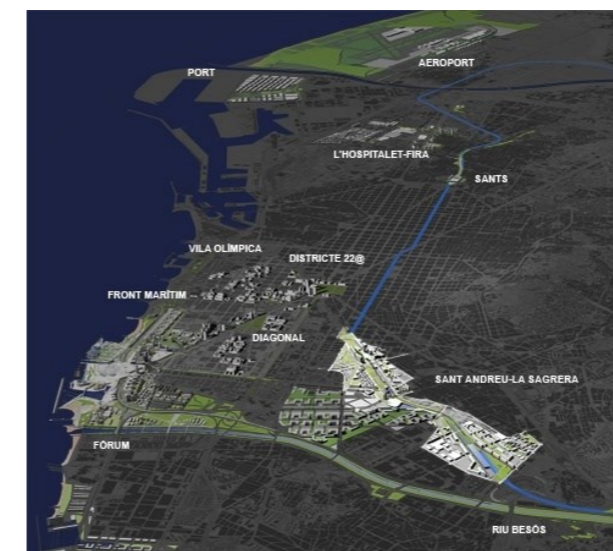 AEROPORT
PORT
L'HOSPITALET-FIRA
SANTS
VILA OLÍMPICA
DISTRICTE 22@
FRONT MARÍTIM
DIAGONAL
SANT ANDREU-LA SAGRERA
FÒRUM
RIU BESÒS